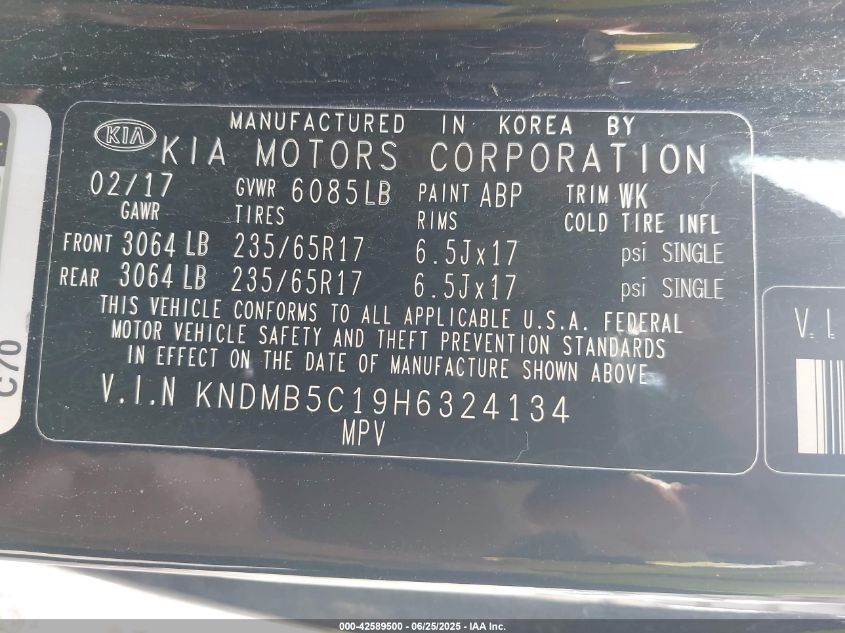 MANUFACTURED IN KOREA BY
KIA KIA MOTORS CORPORATION
02/17 GVWR 6085LB PAINT ABP TRIM WK
GAWR TIRES RIMS COLD TIRE INFL
FRONT 3064 LB 235/65R17 6.5Jx17 psi SINGLE
REAR 3064 LB 235/65R17 6.5Jx17 psi SINGLE
THIS VEHICLE CONFORMS TO ALL APPLICABLE U.S.A. FEDERAL
MOTOR VEHICLE SAFETY AND THEFT PREVENTION STANDARDS
IN EFFECT ON THE DATE OF MANUFACTURE SHOWN ABOVE
V.I.N KNDMB5C19H6324134
MPV
C70
V.I.
000-42589500 - 06/25/2025 - IAA Inc.